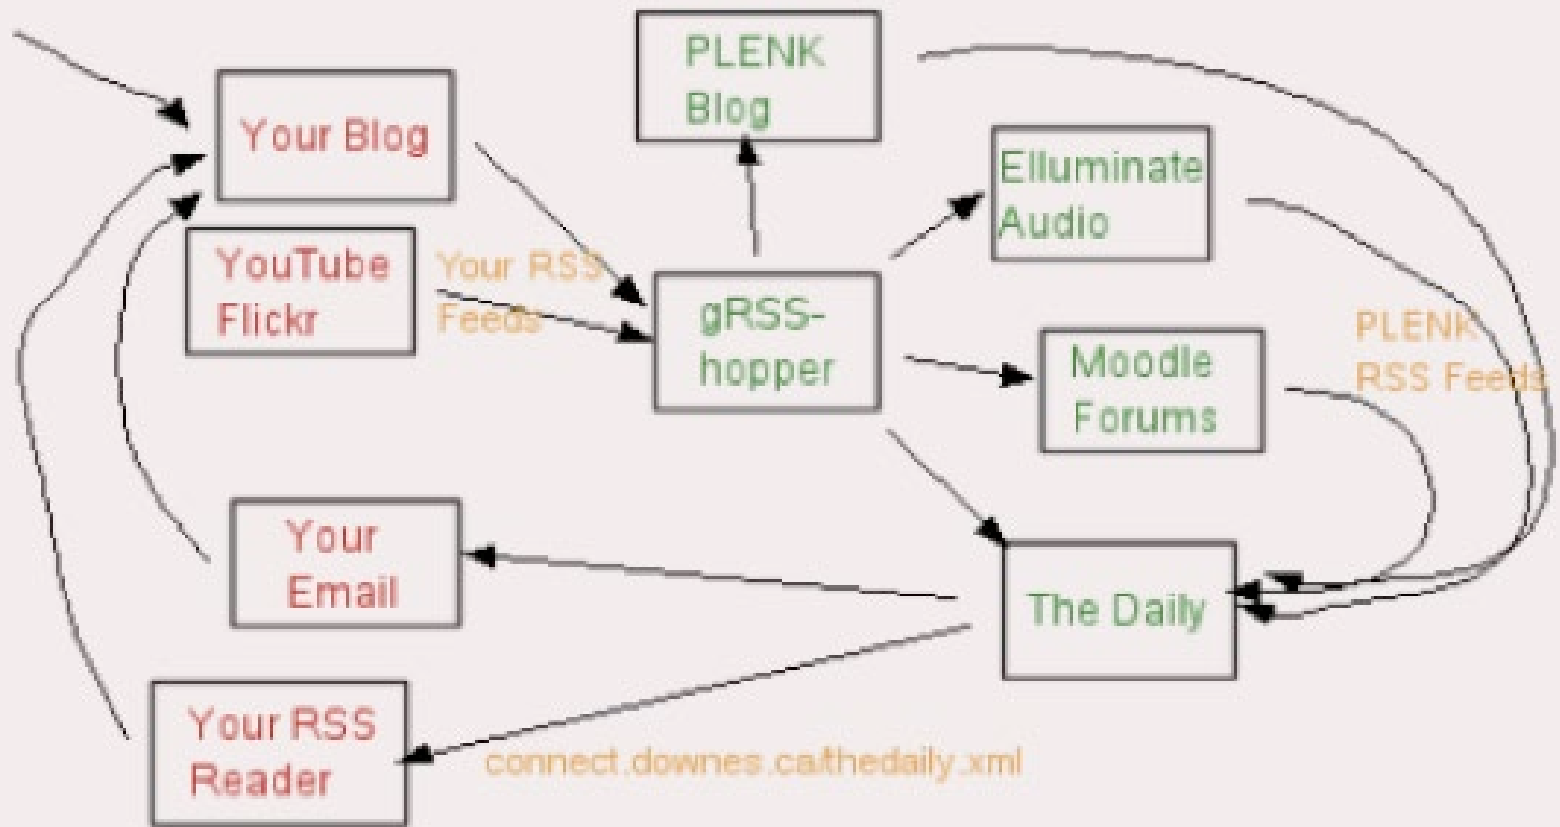 PLENK
Blog
Your Blog
Elluminate
Audio
YouTube
Flickr
Your RSS
Feeds
gRSS-
hopper
Moodle
Forums
PLENK
RSS Feeds
Your
Email
The Daily
Your RSS
Reader
connect.downes.ca/thedaily.xml